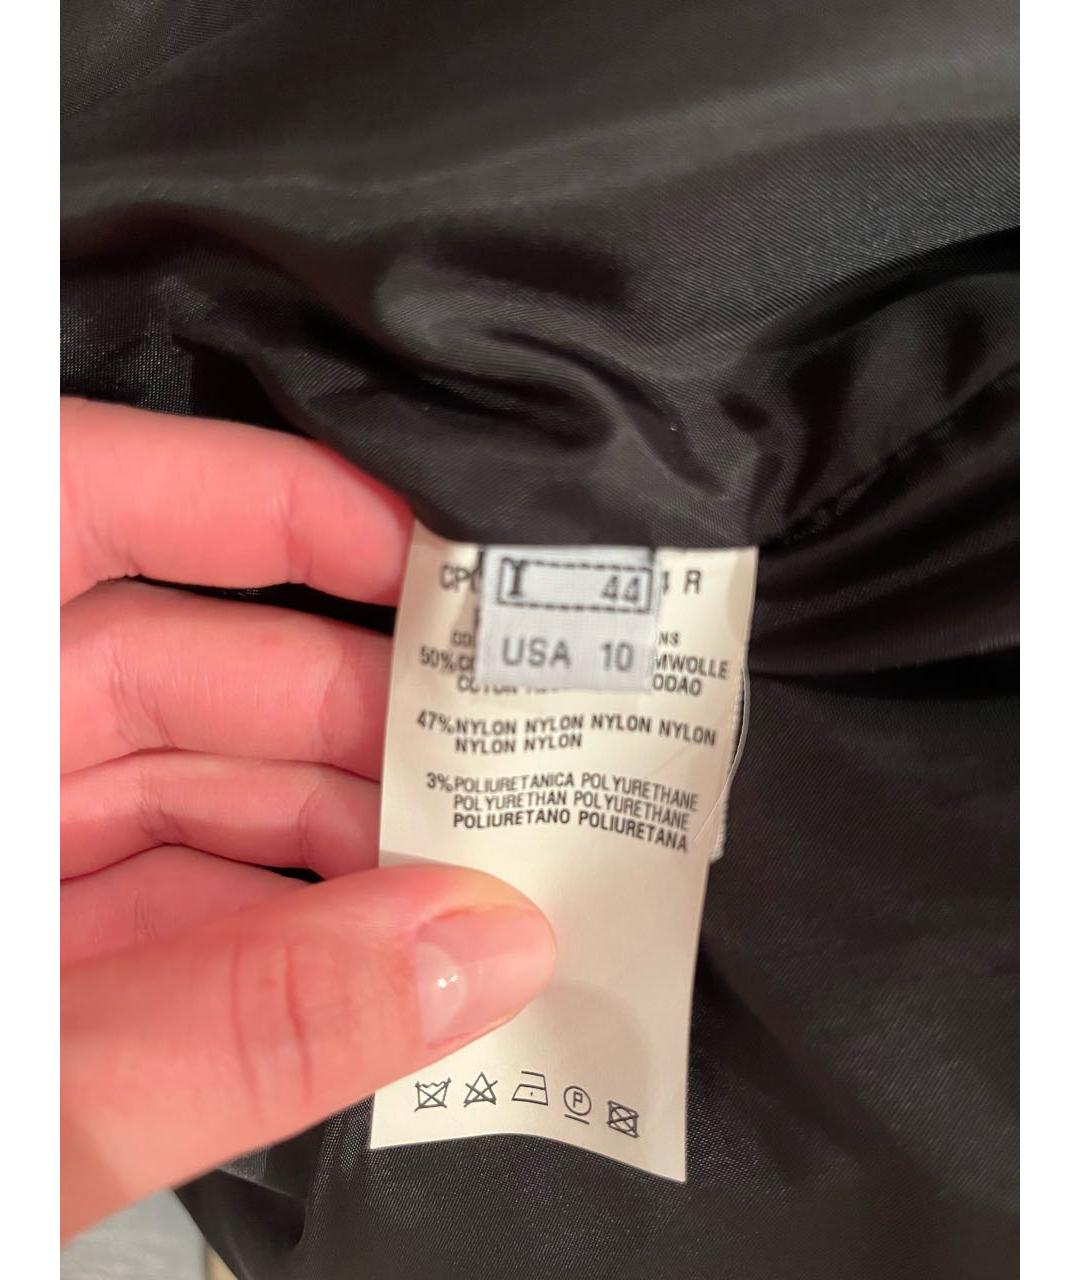 I 44
R
USA 10
50%
MWOLLE
ODAO
47%NYLON NYLON NYLON NYLON
NYLON NYLON
3%POLIURETANICA POLYURETHANE
POLYURETHAN POLYURETHANE
POLIURETANO POLIURETANA
P